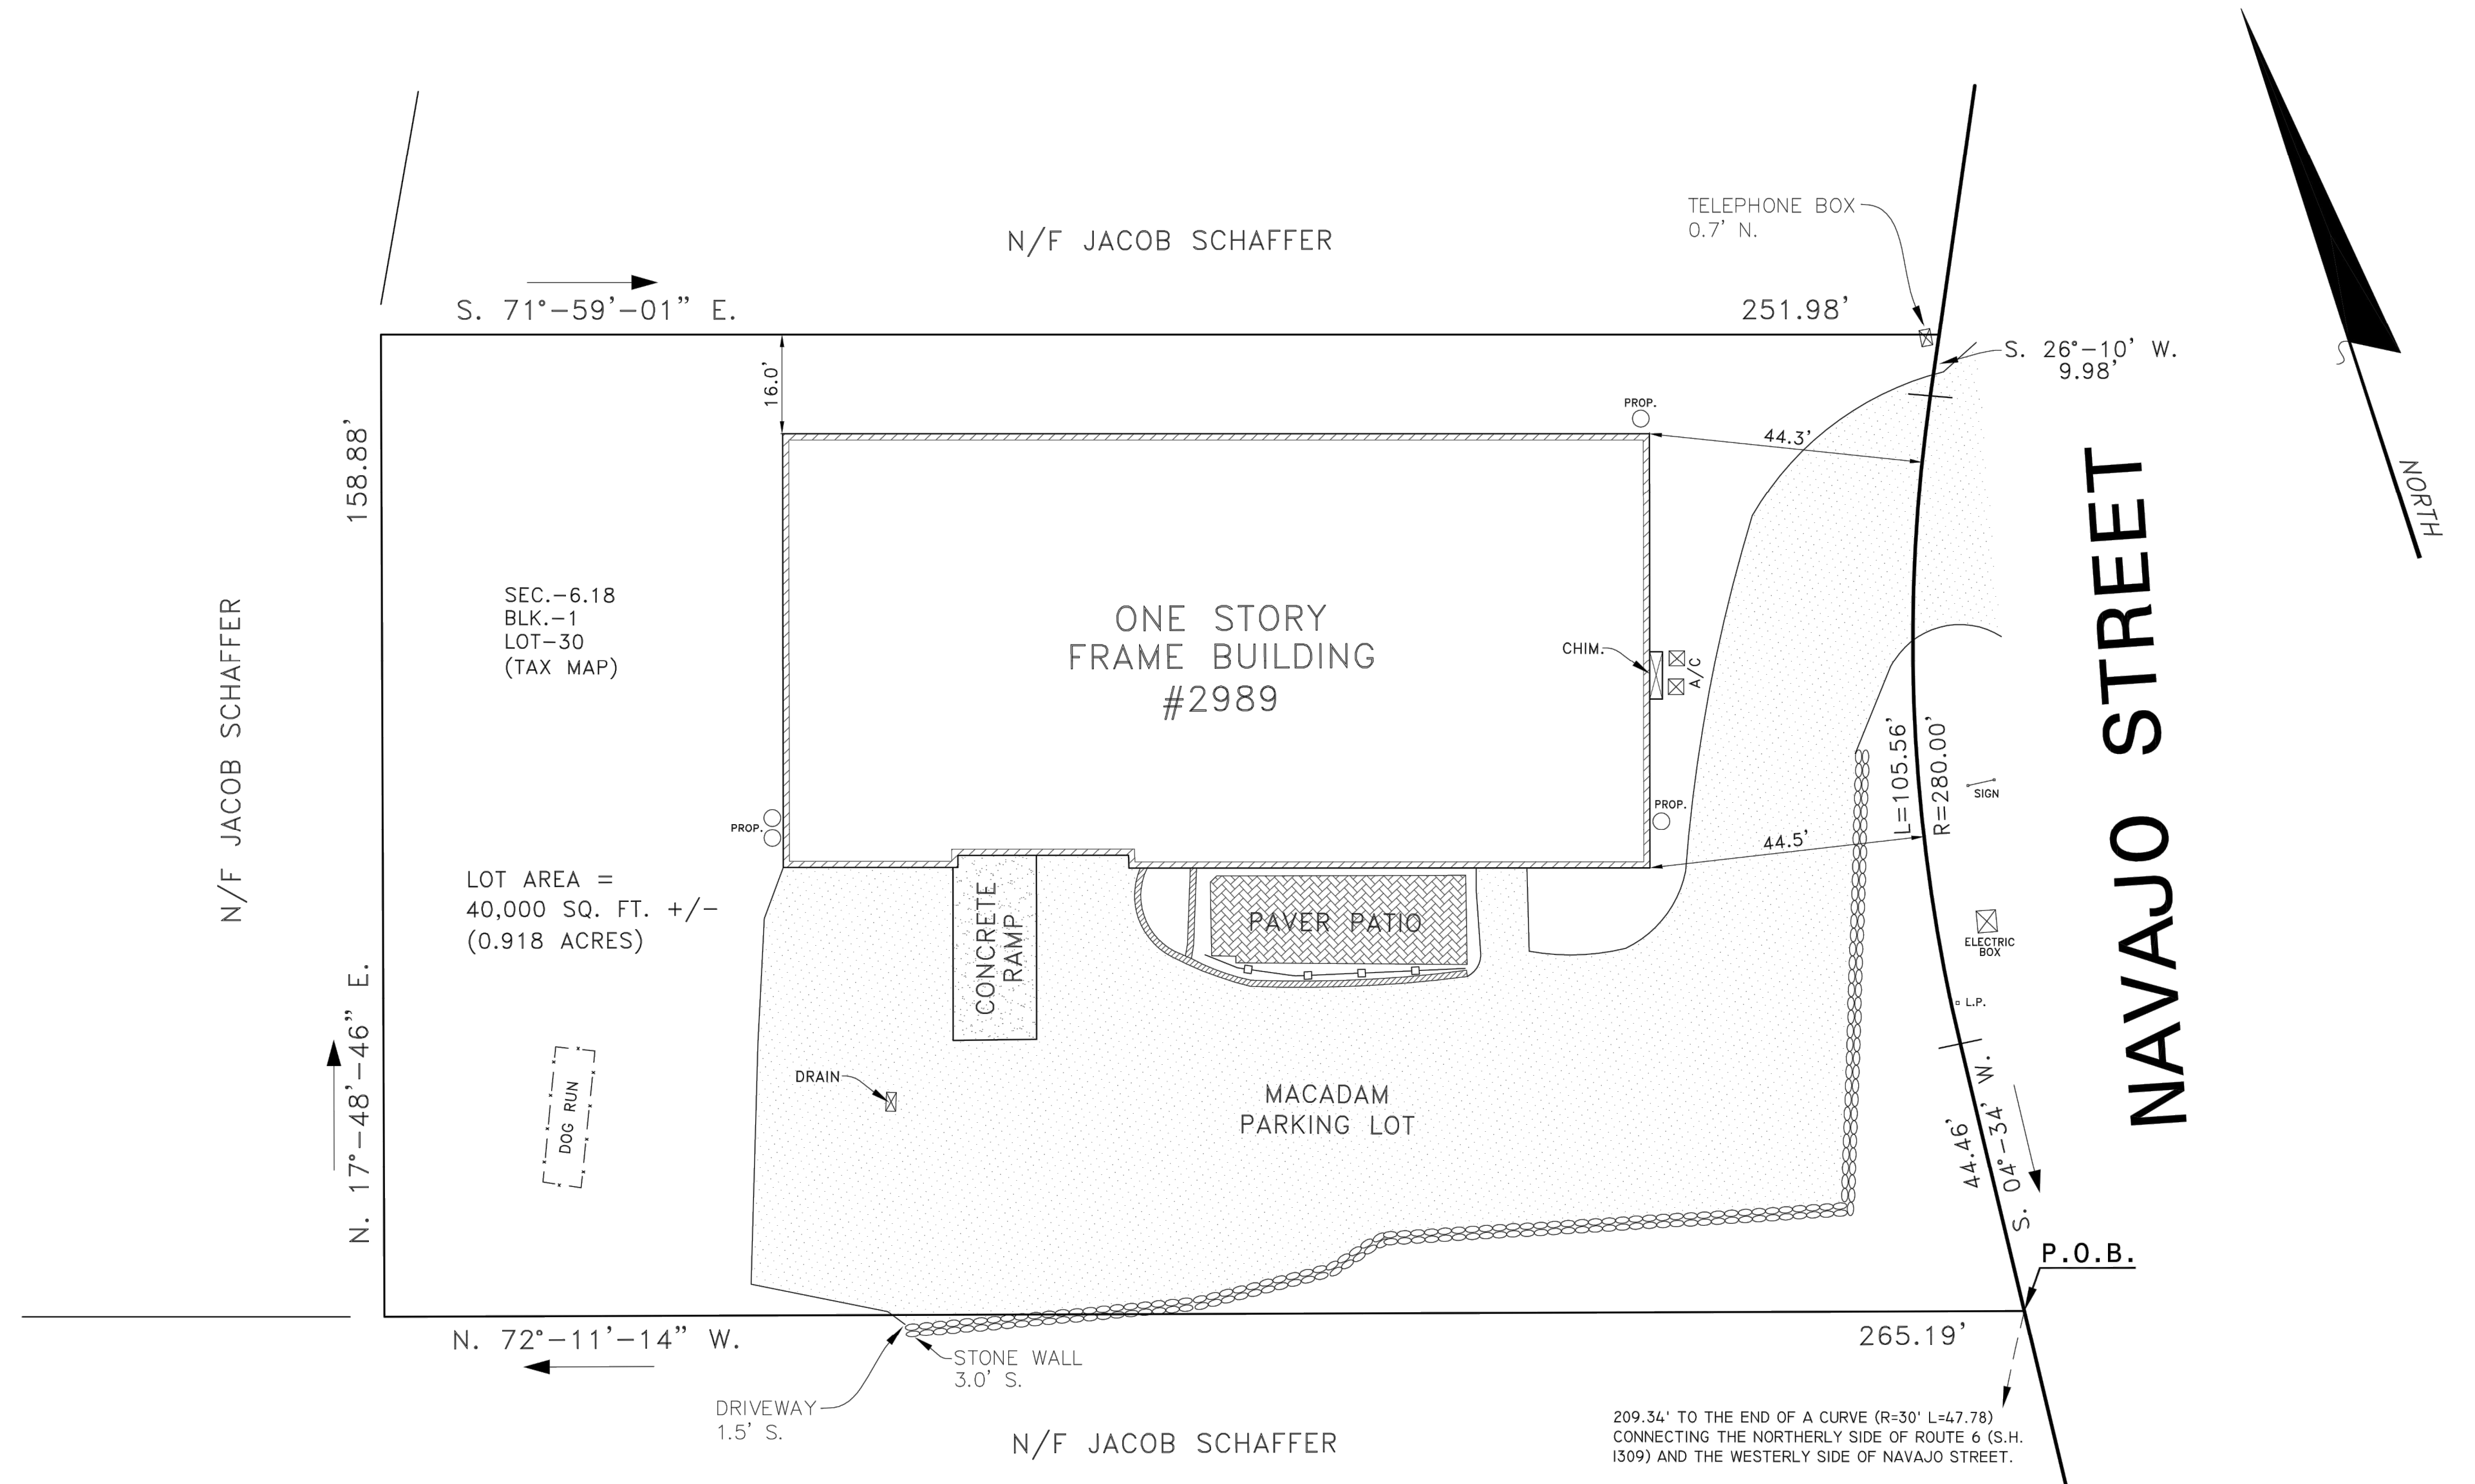 TELEPHONE BOX
0.7' N.
N/F JACOB SCHAFFER
S. 71°-59'-01" E.
251.98'
S. 26°-10' W.
9.98'
16.0'
PROP.
44.3'
158.88'
NORTH
S
SEC.-6.18
BLK.-1
LOT-30
(TAX MAP)
ONE STORY
FRAME BUILDING
#2989
CHIM.
A/C
N/F JACOB SCHAFFER
NAVAJO STREET
L=105.56'
R=280.00'
SIGN
PROP.
PROP.
44.5'
LOT AREA =
40,000 SQ. FT. +/-
(0.918 ACRES)
CONCRETE
RAMP
PAVER PATIO
ELECTRIC
BOX
L.P.
N. 17°-48'-46" E.
DOG RUN
DRAIN
MACADAM
PARKING LOT
44.46'
S. 04°-34' W.
P.O.B.
N. 72°-11'-14" W.
265.19'
STONE WALL
3.0' S.
DRIVEWAY
1.5' S.
N/F JACOB SCHAFFER
209.34' TO THE END OF A CURVE (R=30' L=47.78)
CONNECTING THE NORTHERLY SIDE OF ROUTE 6 (S.H.
1309) AND THE WESTERLY SIDE OF NAVAJO STREET.